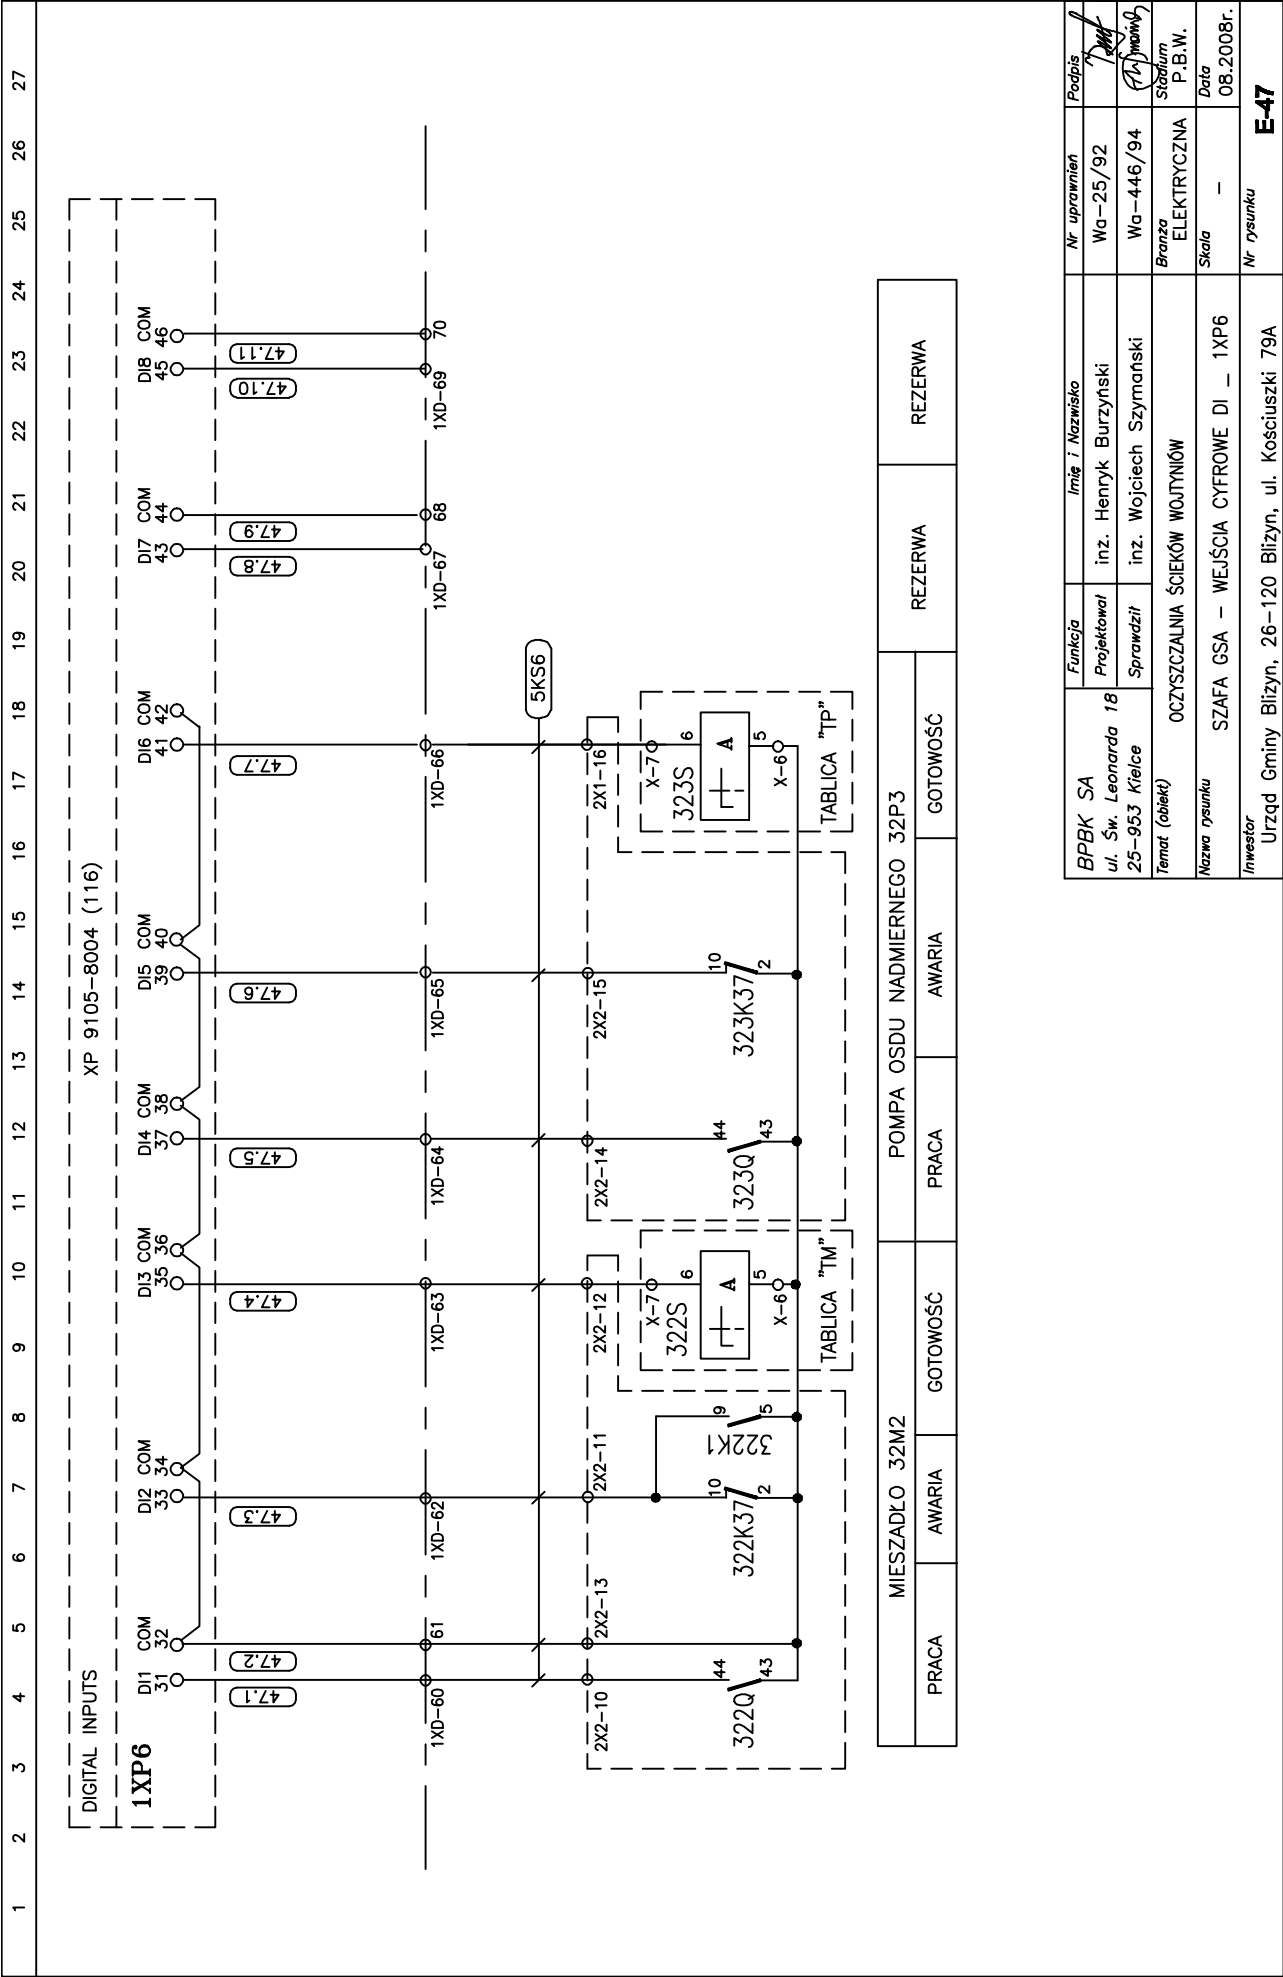 1 2 3 4 5 6 7 8 9 10 11 12 13 14 15 16 17 18 19 20 21 22 23 24 25 26 27
DIGITAL INPUTS XP 9105-8004 (116)
1XP6
DI1 COM DI2 COM DI3 COM DI4 COM DI5 COM DI6 COM DI7 COM DI8 COM
31 32 33 34 35 36 37 38 39 40 41 42 43 44 45 46
47.1 47.2 47.3 47.4 47.5 47.6 47.7 47.8 47.9 47.10 47.11
1XD-60 61 1XD-62 1XD-63 1XD-64 1XD-65 1XD-66 1XD-67 68 1XD-69 70
5KS6
2X2-10 2X2-13 2X2-11 2X2-12 2X2-14 2X2-15 2X1-16
X-7 X-7
322S 6 323S 6
44 10 9 A 44 10 A
322Q 322K37 322K1 323Q 323K37
43 2 5 5 43 2 5
X-6 X-6
TABLICA "TM" TABLICA "TP"
MIESZADŁO 32M2 POMPA OSDU NADMIERNEGO 32P3 REZERWA REZERWA
PRACA AWARIA GOTOWOŚĆ PRACA AWARIA GOTOWOŚĆ
BPBK SA
ul. Św. Leonarda 18
25-953 Kielce
Funkcja Imię i Nazwisko Nr uprawnień Podpis
Projektował inż. Henryk Burzyński Wa-25/92
Sprawdził inż. Wojciech Szymański Wa-446/94
Temat (obiekt)
OCZYSZCZALNIA ŚCIEKÓW WOJTYNIÓW
Branża
ELEKTRYCZNA
Stadium
P.B.W.
Nazwa rysunku
SZAFA GSA - WEJŚCIA CYFROWE DI _ 1XP6
Skala
-
Data
08.2008r.
Inwestor
Urząd Gminy Bliżyn, 26-120 Bliżyn, ul. Kościuszki 79A
Nr rysunku
E-47